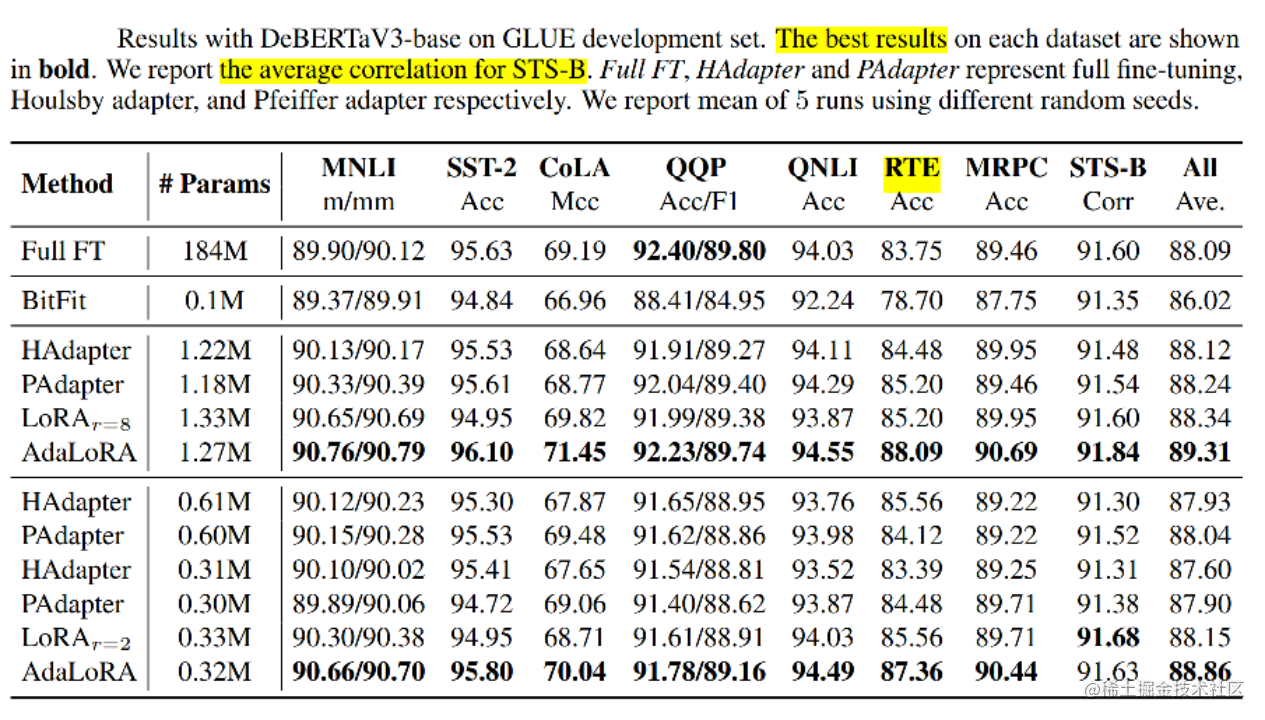 Results with DeBERTaV3-base on GLUE development set. The best results on each dataset are shown
in bold. We report the average correlation for STS-B. Full FT, HAdapter and PAdapter represent full fine-tuning,
Houlsby adapter, and Pfeiffer adapter respectively. We report mean of 5 runs using different random seeds.
Method # Params MNLI SST-2 CoLA QQP QNLI RTE MRPC STS-B All
m/mm Acc Mcc Acc/F1 Acc Acc Acc Corr Ave.
Full FT 184M 89.90/90.12 95.63 69.19 92.40/89.80 94.03 83.75 89.46 91.60 88.09
BitFit 0.1M 89.37/89.91 94.84 66.96 88.41/84.95 92.24 78.70 87.75 91.35 86.02
HAdapter 1.22M 90.13/90.17 95.53 68.64 91.91/89.27 94.11 84.48 89.95 91.48 88.12
PAdapter 1.18M 90.33/90.39 95.61 68.77 92.04/89.40 94.29 85.20 89.46 91.54 88.24
LoRAr=8 1.33M 90.65/90.69 94.95 69.82 91.99/89.38 93.87 85.20 89.95 91.60 88.34
AdaLoRA 1.27M 90.76/90.79 96.10 71.45 92.23/89.74 94.55 88.09 90.69 91.84 89.31
HAdapter 0.61M 90.12/90.23 95.30 67.87 91.65/88.95 93.76 85.56 89.22 91.30 87.93
PAdapter 0.60M 90.15/90.28 95.53 69.48 91.62/88.86 93.98 84.12 89.22 91.52 88.04
HAdapter 0.31M 90.10/90.02 95.41 67.65 91.54/88.81 93.52 83.39 89.25 91.31 87.60
PAdapter 0.30M 89.89/90.06 94.72 69.06 91.40/88.62 93.87 84.48 89.71 91.38 87.90
LoRAr=2 0.33M 90.30/90.38 94.95 68.71 91.61/88.91 94.03 85.56 89.71 91.68 88.15
AdaLoRA 0.32M 90.66/90.70 95.80 70.04 91.78/89.16 94.49 87.36 90.44 91.63 88.86
@稀土掘金技术社区